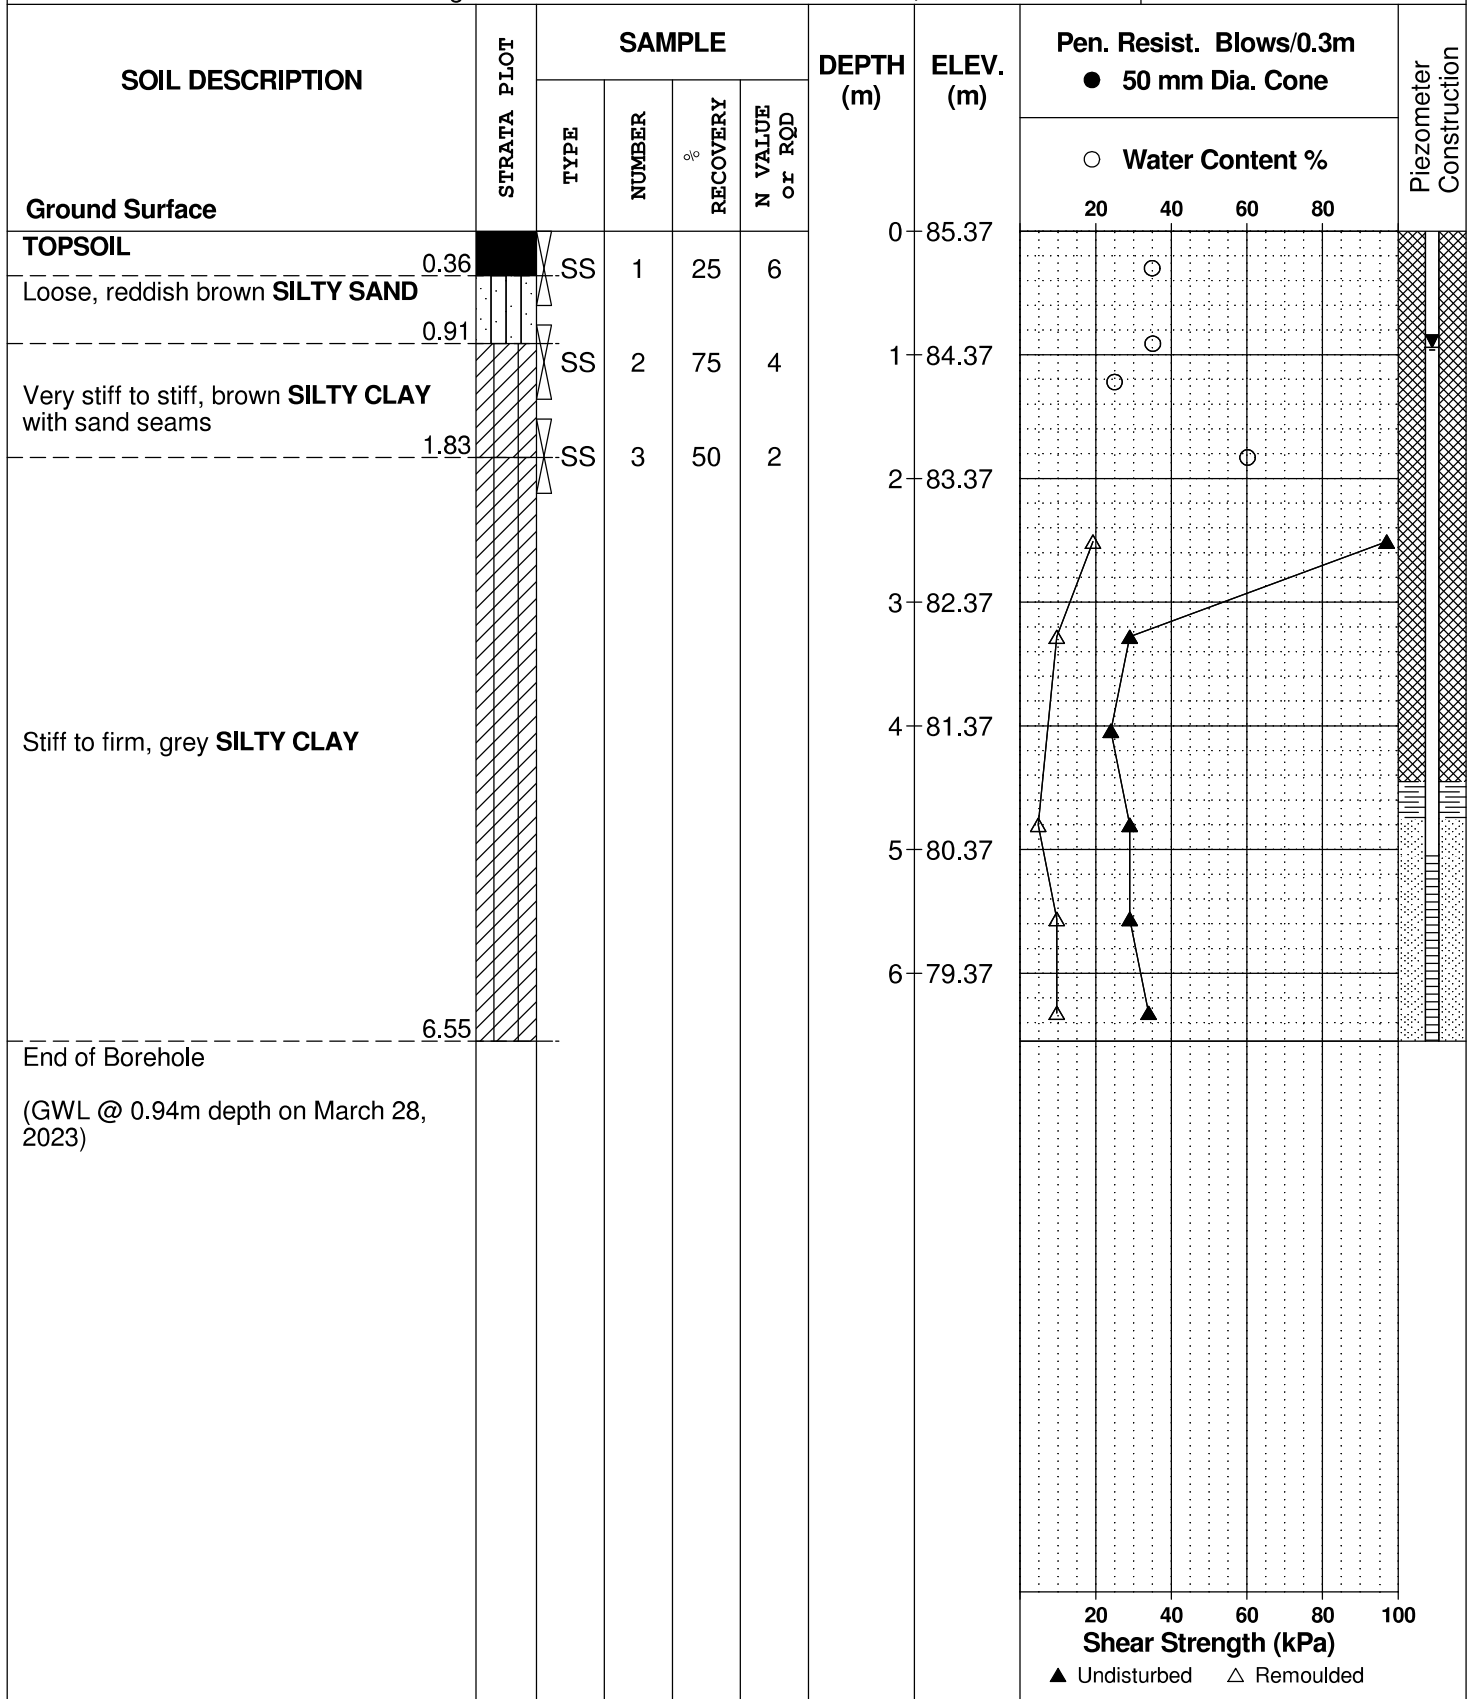 SOIL DESCRIPTION
Ground Surface
STRATA PLOT
SAMPLE
TYPE
NUMBER
% RECOVERY
N VALUE or RQD
DEPTH (m)
ELEV. (m)
Pen. Resist. Blows/0.3m
● 50 mm Dia. Cone
○ Water Content %
20 40 60 80
Piezometer Construction
TOPSOIL
0.36
Loose, reddish brown SILTY SAND
0.91
Very stiff to stiff, brown SILTY CLAY
with sand seams
1.83
Stiff to firm, grey SILTY CLAY
6.55
End of Borehole
(GWL @ 0.94m depth on March 28,
2023)
SS 1 25 6
SS 2 75 4
SS 3 50 2
0 85.37
1 84.37
2 83.37
3 82.37
4 81.37
5 80.37
6 79.37
20 40 60 80 100
Shear Strength (kPa)
▲ Undisturbed △ Remoulded